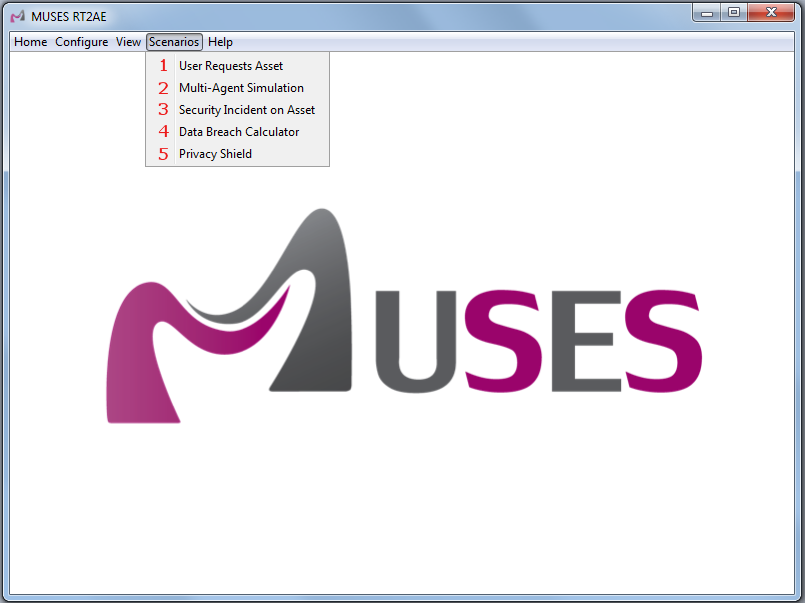 MUSES RT2AE
Home Configure View Scenarios Help
1 User Requests Asset
2 Multi-Agent Simulation
3 Security Incident on Asset
4 Data Breach Calculator
5 Privacy Shield
MUSES